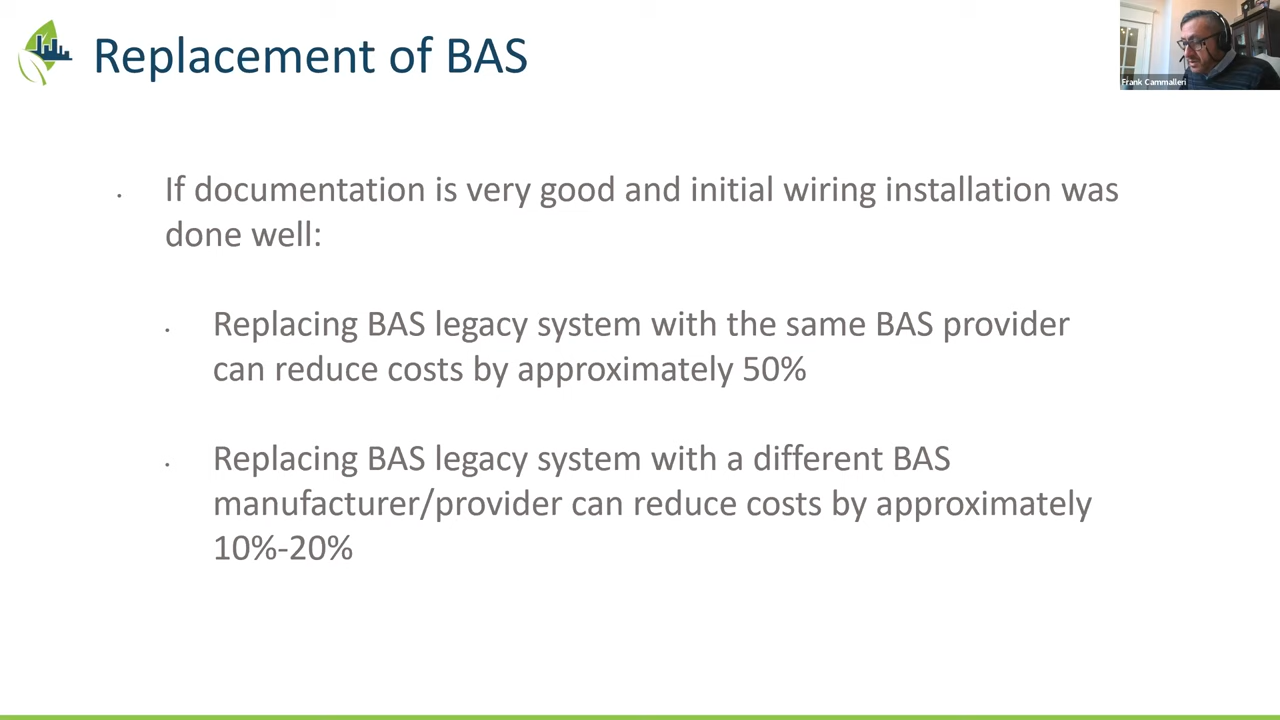 Replacement of BAS
Frank Cammalleri
• If documentation is very good and initial wiring installation was
done well:
• Replacing BAS legacy system with the same BAS provider
can reduce costs by approximately 50%
• Replacing BAS legacy system with a different BAS
manufacturer/provider can reduce costs by approximately
10%-20%